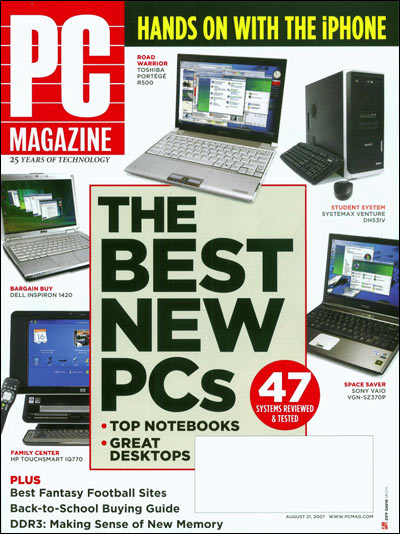 HANDS ON WITH THE iPHONE
PC
MAGAZINE
25 YEARS OF TECHNOLOGY
ROAD
WARRIOR
TOSHIBA
PORTÉGÉ
R500
STUDENT SYSTEM
SYSTEMAX VENTURE
DH53IV
BARGAIN BUY
DELL INSPIRON 1420
THE
BEST
NEW
PCs
• TOP NOTEBOOKS
• GREAT
DESKTOPS
47
SYSTEMS REVIEWED
& TESTED
SPACE SAVER
SONY VAIO
VGN-SZ370P
FAMILY CENTER
HP TOUCHSMART IQ770
PLUS
Best Fantasy Football Sites
Back-to-School Buying Guide
DDR3: Making Sense of New Memory
AUGUST 21, 2007 WWW.PCMAG.COM
ZIFF DAVIS
16